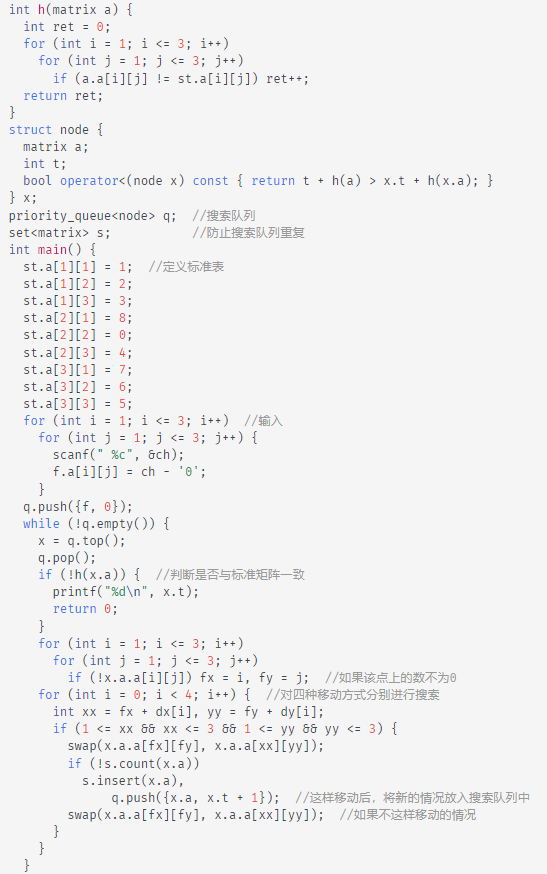 int h(matrix a) {
  int ret = 0;
  for (int i = 1; i <= 3; i++)
    for (int j = 1; j <= 3; j++)
      if (a.a[i][j] != st.a[i][j]) ret++;
  return ret;
}
struct node {
  matrix a;
  int t;
  bool operator<(node x) const { return t + h(a) > x.t + h(x.a); }
} x;
priority_queue<node> q;  //搜索队列
set<matrix> s;           //防止搜索队列重复
int main() {
  st.a[1][1] = 1;  //定义标准表
  st.a[1][2] = 2;
  st.a[1][3] = 3;
  st.a[2][1] = 8;
  st.a[2][2] = 0;
  st.a[2][3] = 4;
  st.a[3][1] = 7;
  st.a[3][2] = 6;
  st.a[3][3] = 5;
  for (int i = 1; i <= 3; i++)  //输入
    for (int j = 1; j <= 3; j++) {
      scanf(" %c", &ch);
      f.a[i][j] = ch - '0';
    }
  q.push({f, 0});
  while (!q.empty()) {
    x = q.top();
    q.pop();
    if (!h(x.a)) {  //判断是否与标准矩阵一致
      printf("%d\n", x.t);
      return 0;
    }
    for (int i = 1; i <= 3; i++)
      for (int j = 1; j <= 3; j++)
        if (!x.a.a[i][j]) fx = i, fy = j;  //如果该点上的数不为0
    for (int i = 0; i < 4; i++) {  //对四种移动方式分别进行搜索
      int xx = fx + dx[i], yy = fy + dy[i];
      if (1 <= xx && xx <= 3 && 1 <= yy && yy <= 3) {
        swap(x.a.a[fx][fy], x.a.a[xx][yy]);
        if (!s.count(x.a))
          s.insert(x.a),
              q.push({x.a, x.t + 1});  //这样移动后，将新的情况放入搜索队列中
        swap(x.a.a[fx][fy], x.a.a[xx][yy]);  //如果不这样移动的情况
      }
    }
  }